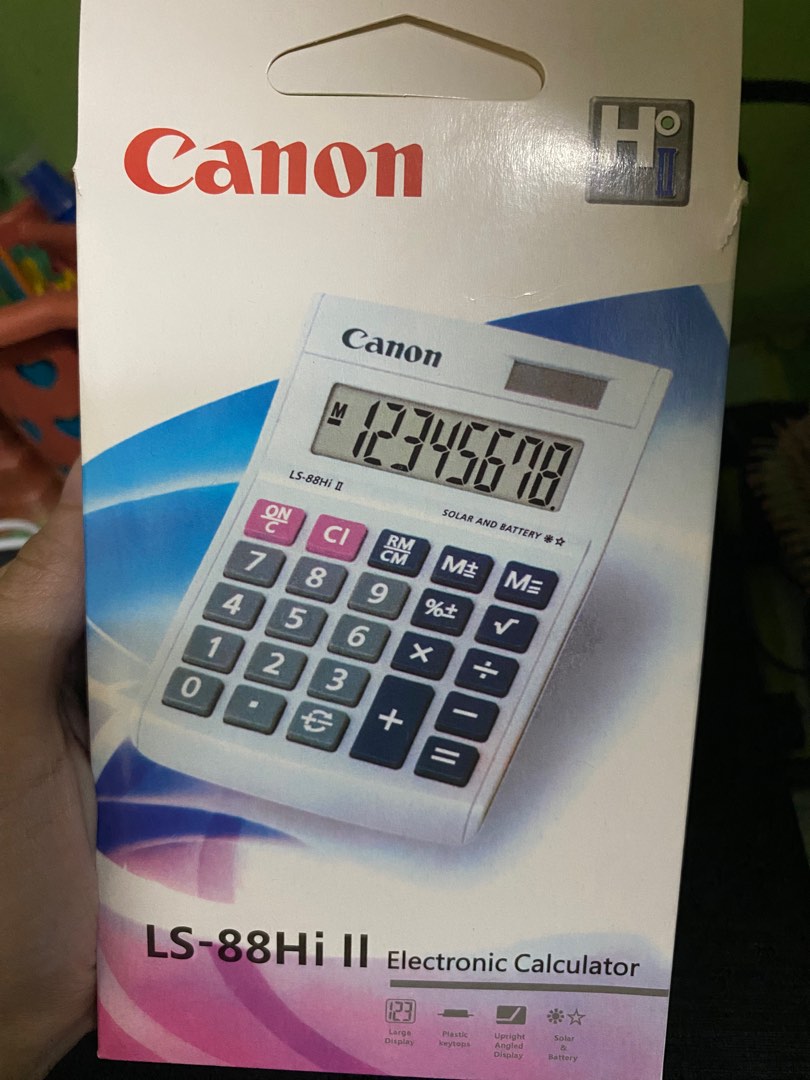 Canon
Hi II
Canon
M 12345678.
LS-88Hi II
SOLAR AND BATTERY
ON/C CI RM/CM M± M=
7 8 9 %± √
4 5 6 × ÷
1 2 3 + −
0 . =
LS-88Hi II Electronic Calculator
123
Large Display
Plastic keytops
Upright Angled Display
Solar & Battery